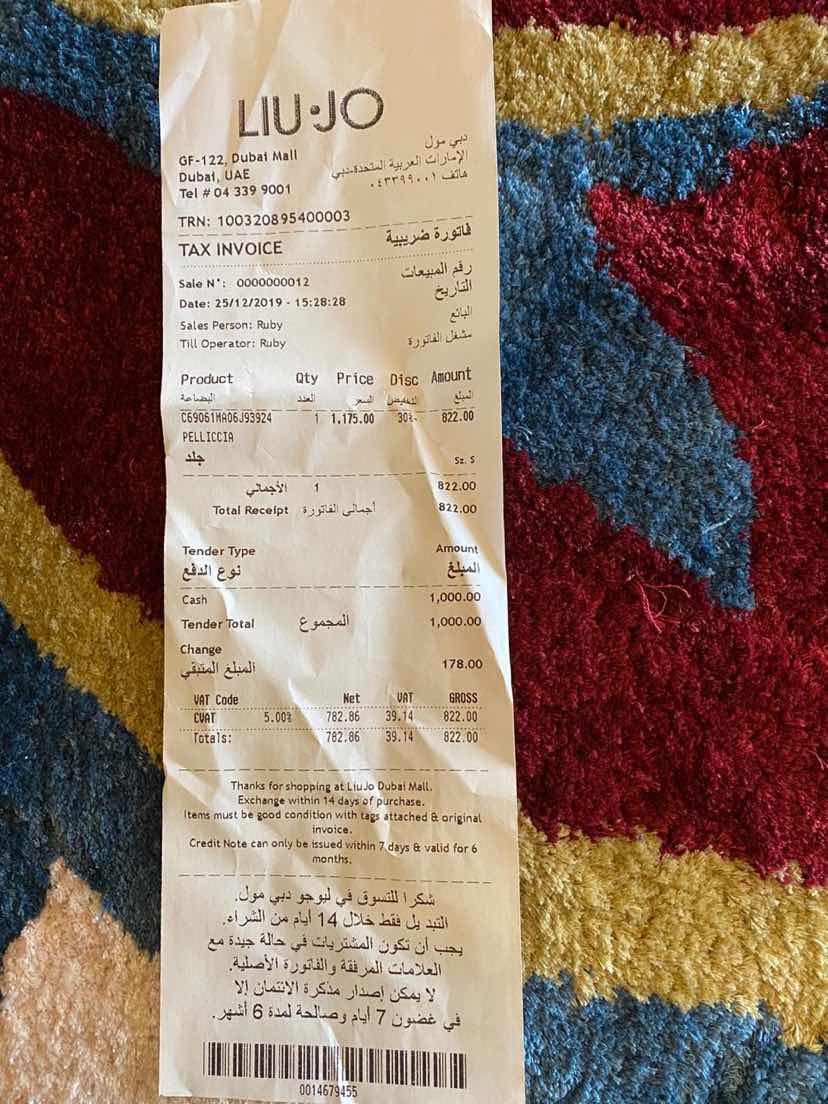 LIU·JO
GF-122, Dubai Mall
دبي مول
Dubai, UAE
الإمارات العربية المتحدة-دبي
Tel # 04 339 9001
هاتف ٠٤٣٣٩٩٠٠١
TRN: 100320895400003
TAX INVOICE فاتورة ضريبية
Sale N°: 0000000012 رقم المبيعات
Date: 25/12/2019 - 15:28:28 التاريخ
Sales Person: Ruby البائع
Till Operator: Ruby مشغل الفاتورة
Product Qty Price Disc Amount
البضاعة العدد السعر التخفيض المبلغ
C69061MA06J93924 1 1,175.00 30%- 822.00
PELLICCIA
جلد Sz. S
الأجمالي 1 822.00
Total Receipt أجمالى الفاتورة 822.00
Tender Type Amount
نوع الدفع المبلغ
Cash 1,000.00
Tender Total المجموع 1,000.00
Change
المبلغ المتبقي 178.00
VAT Code Net VAT GROSS
CVAT 5.00% 782.86 39.14 822.00
Totals: 782.86 39.14 822.00
Thanks for shopping at LiuJo Dubai Mall.
Exchange within 14 days of purchase.
Items must be good condition with tags attached & original
invoice.
Credit Note can only be issued within 7 days & valid for 6
months.
شكرا للتسوق في ليوجو دبي مول.
التبديل فقط خلال 14 أيام من الشراء.
يجب أن تكون المشتريات في حالة جيدة مع
العلامات المرفقة والفاتورة الأصلية.
لا يمكن إصدار مذكرة الائتمان إلا
في غضون 7 أيام وصالحة لمدة 6 أشهر.
0014679455